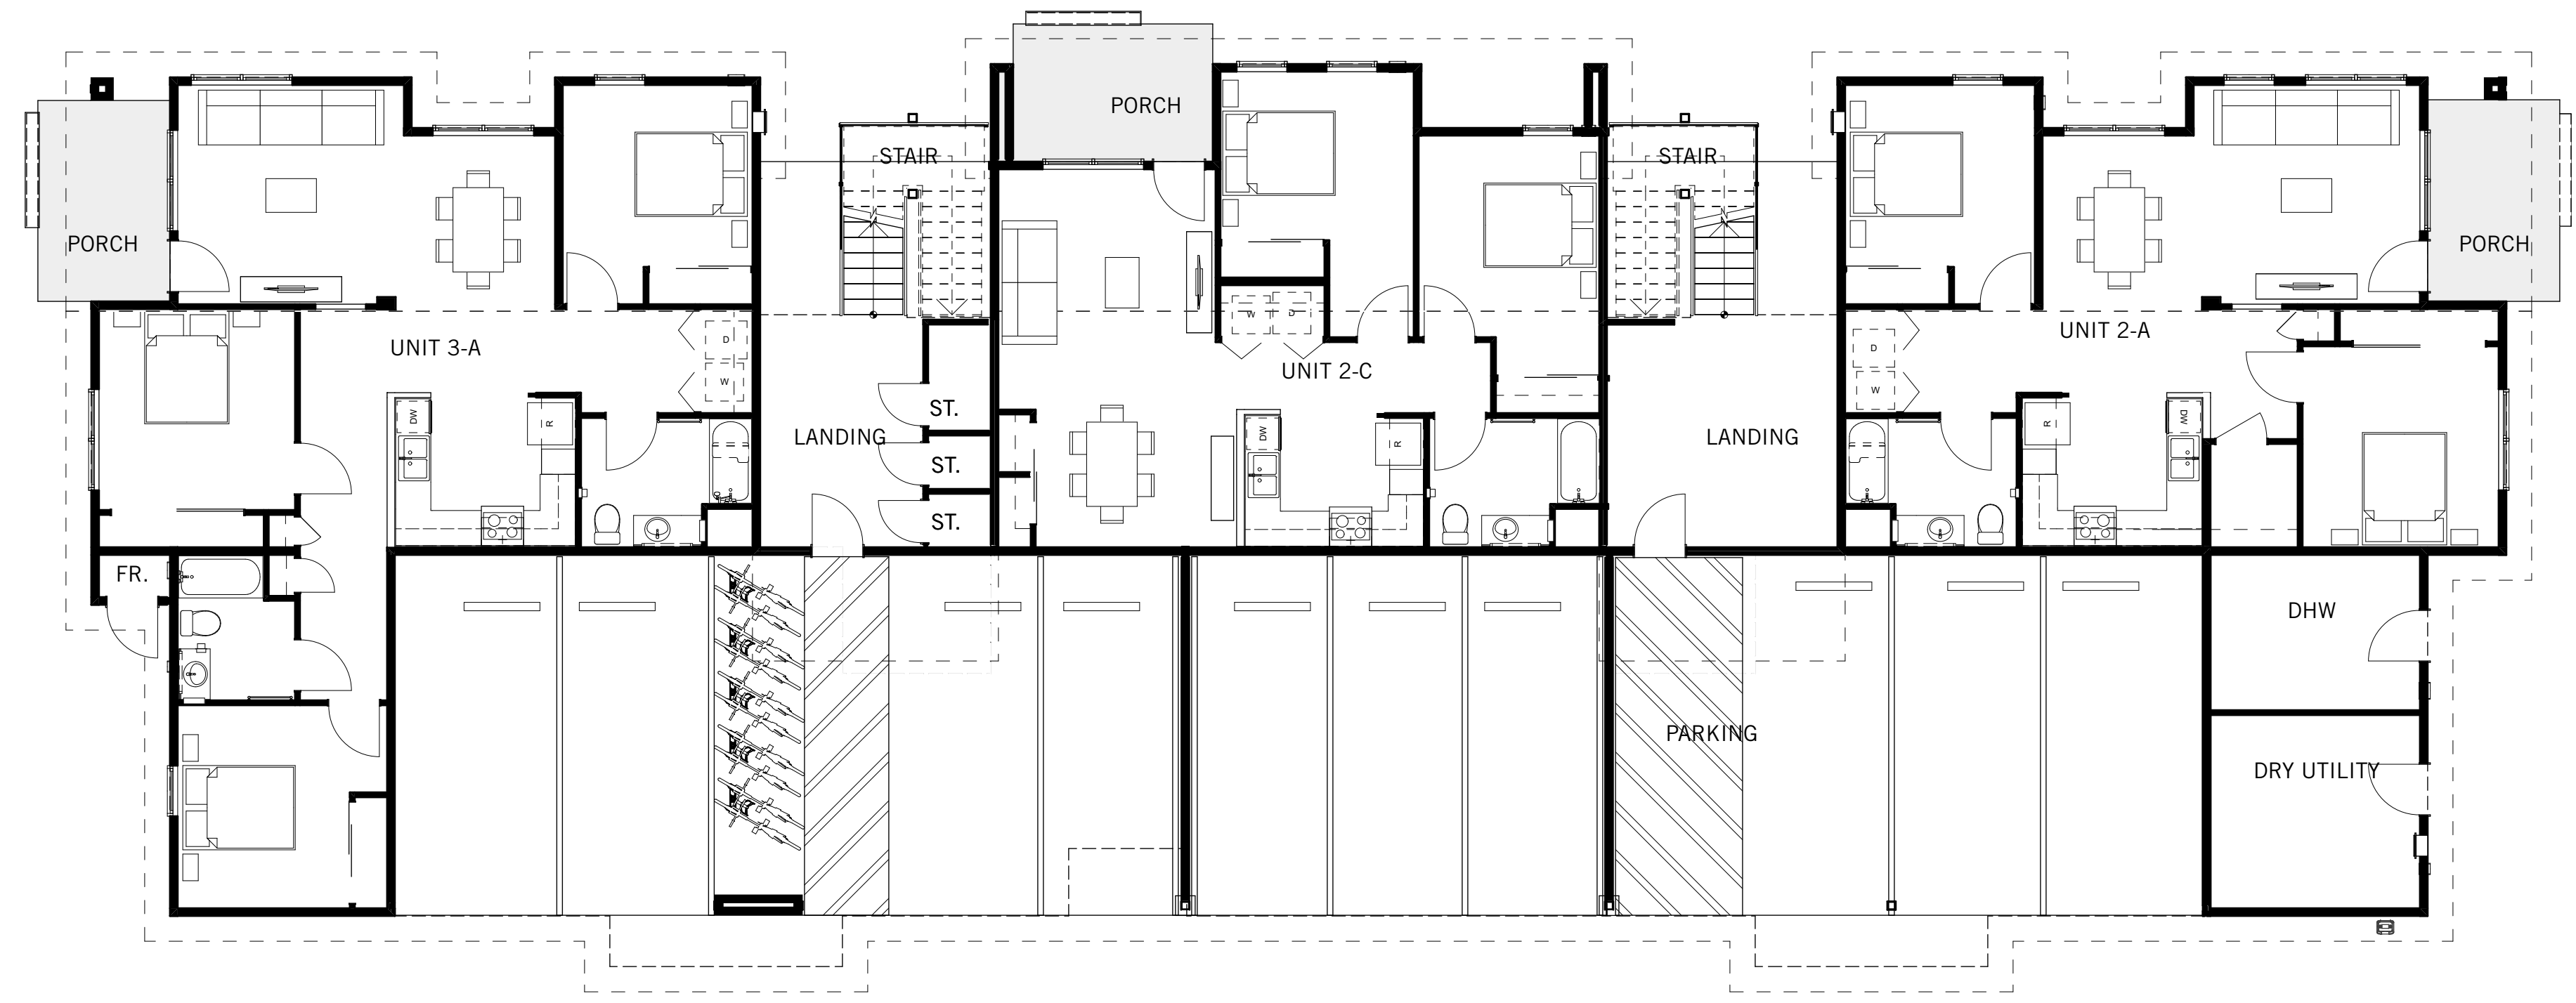 PORCH
STAIR
STAIR
PORCH
PORCH
W
D
UNIT 2-A
UNIT 3-A
D
D
UNIT 2-C
W
W
ST.
DW
R
DW
R
DW
R
LANDING
LANDING
ST.
ST.
FR.
DHW
PARKING
DRY UTILITY